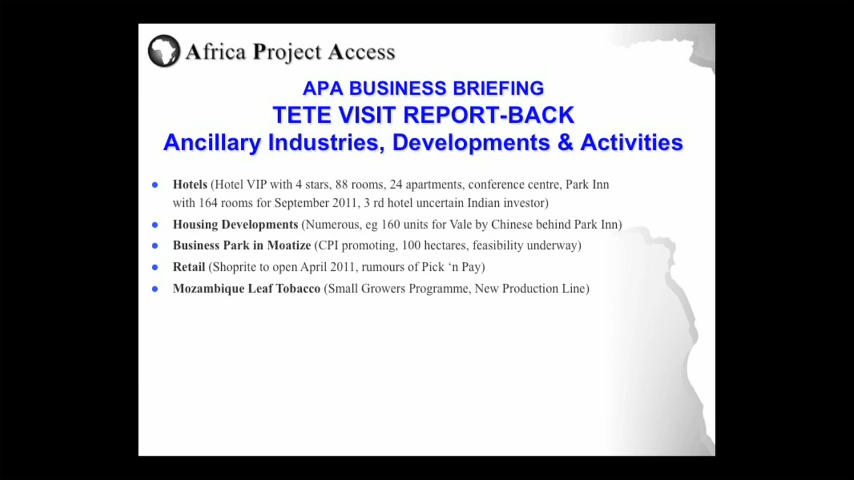 Africa Project Access
APA BUSINESS BRIEFING
TETE VISIT REPORT-BACK
Ancillary Industries, Developments & Activities
Hotels (Hotel VIP with 4 stars, 88 rooms, 24 apartments, conference centre, Park Inn
with 164 rooms for September 2011, 3 rd hotel uncertain Indian investor)
Housing Developments (Numerous, eg 160 units for Vale by Chinese behind Park Inn)
Business Park in Moatize (CPI promoting, 100 hectares, feasibility underway)
Retail (Shoprite to open April 2011, rumours of Pick ‘n Pay)
Mozambique Leaf Tobacco (Small Growers Programme, New Production Line)